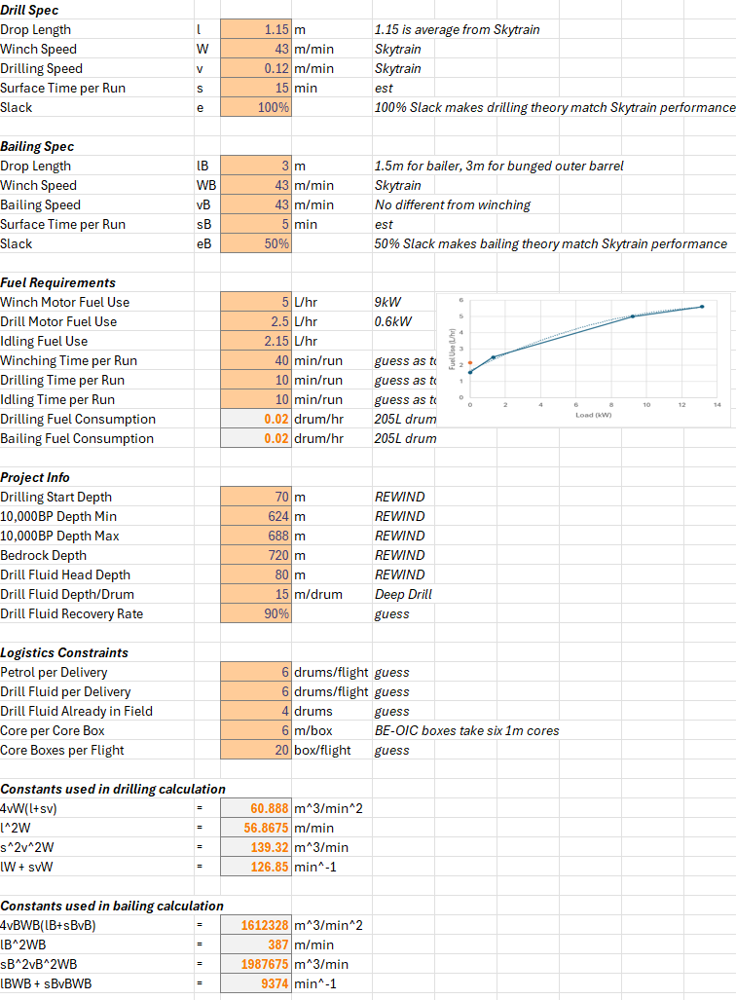 Drill Spec
Drop Length l 1.15 m 1.15 is average from Skytrain
Winch Speed W 43 m/min Skytrain
Drilling Speed v 0.12 m/min Skytrain
Surface Time per Run s 15 min est
Slack e 100% 100% Slack makes drilling theory match Skytrain performance
Bailing Spec
Drop Length lB 3 m 1.5m for bailer, 3m for bunged outer barrel
Winch Speed WB 43 m/min Skytrain
Bailing Speed vB 43 m/min No different from winching
Surface Time per Run sB 5 min est
Slack eB 50% 50% Slack makes bailing theory match Skytrain performance
Fuel Requirements
Winch Motor Fuel Use 5 L/hr 9kW
Drill Motor Fuel Use 2.5 L/hr 0.6kW
Idling Fuel Use 2.15 L/hr
Winching Time per Run 40 min/run guess as to
Drilling Time per Run 10 min/run guess as to
Idling Time per Run 10 min/run guess as to
Drilling Fuel Consumption 0.02 drum/hr 205L drum
Bailing Fuel Consumption 0.02 drum/hr 205L drum
Fuel Use (L/hr)
6
5
4
3
2
1
0
0 2 4 6 8 10 12 14
Load (kW)
Project Info
Drilling Start Depth 70 m REWIND
10,000BP Depth Min 624 m REWIND
10,000BP Depth Max 688 m REWIND
Bedrock Depth 720 m REWIND
Drill Fluid Head Depth 80 m REWIND
Drill Fluid Depth/Drum 15 m/drum Deep Drill
Drill Fluid Recovery Rate 90% guess
Logistics Constraints
Petrol per Delivery 6 drums/flight guess
Drill Fluid per Delivery 6 drums/flight guess
Drill Fluid Already in Field 4 drums guess
Core per Core Box 6 m/box BE-OIC boxes take six 1m cores
Core Boxes per Flight 20 box/flight guess
Constants used in drilling calculation
4vW(l+sv) = 60.888 m^3/min^2
l^2W = 56.8675 m/min
s^2v^2W = 139.32 m^3/min
lW + svW = 126.85 min^-1
Constants used in bailing calculation
4vBWB(lB+sBvB) = 1612328 m^3/min^2
lB^2WB = 387 m/min
sB^2vB^2WB = 1987675 m^3/min
lBWB + sBvBWB = 9374 min^-1